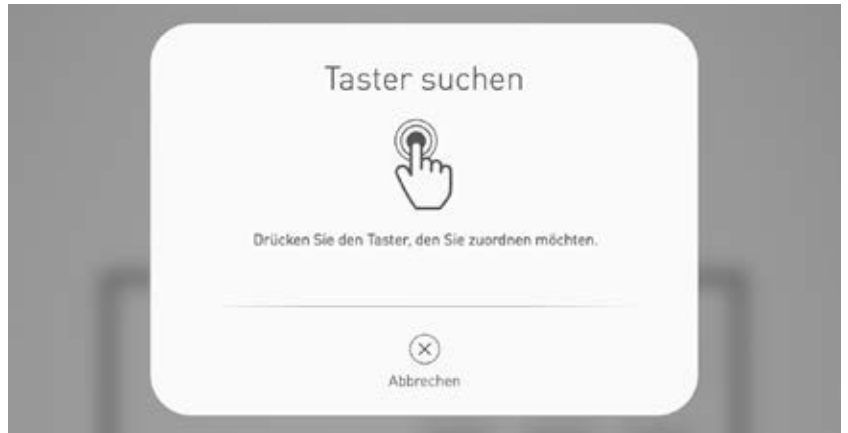 Taster suchen
Drücken Sie den Taster, den Sie zuordnen möchten.
Abbrechen